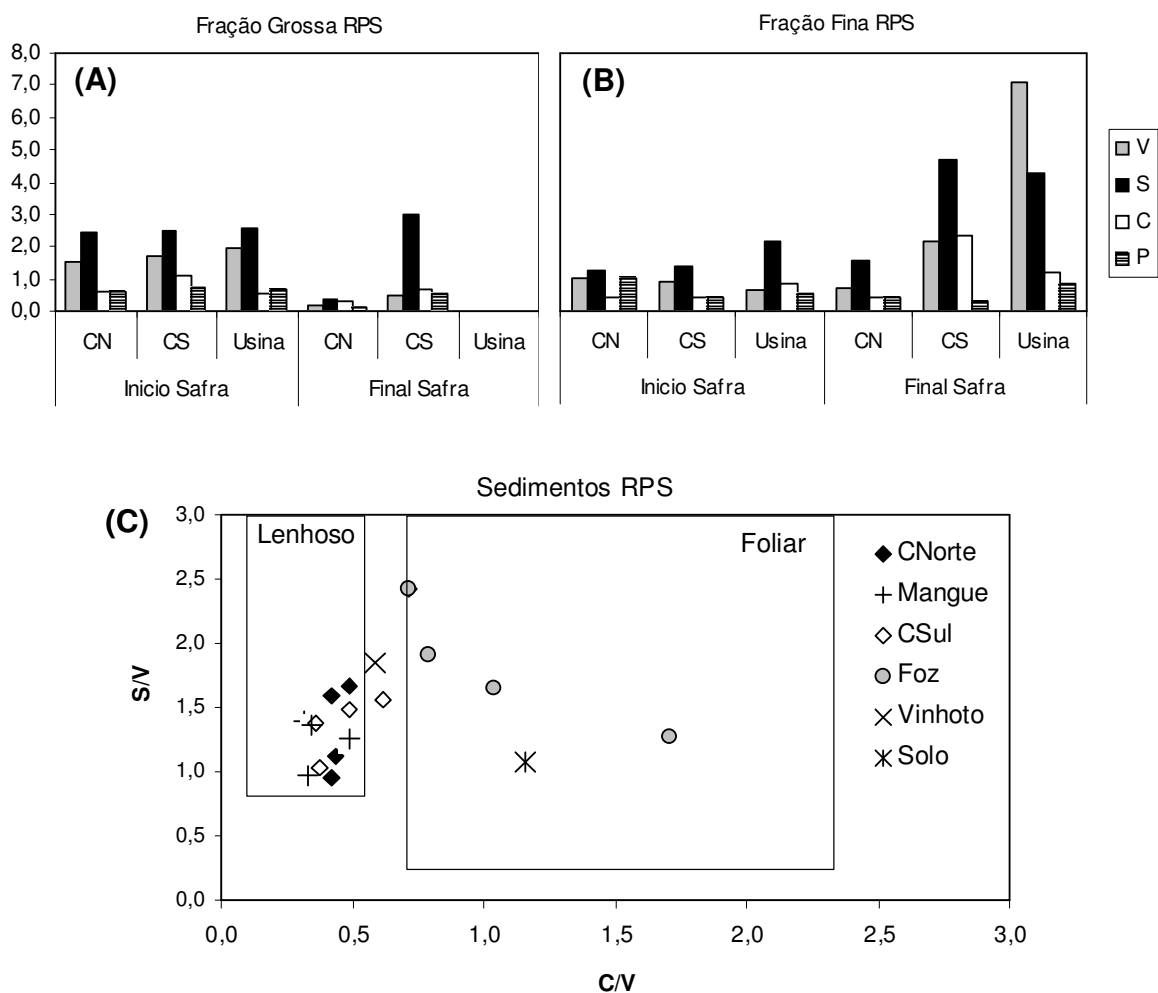 Fração Grossa RPS
Fração Fina RPS
(A)
(B)
8,0
7,0
6,0
5,0
4,0
3,0
2,0
1,0
0,0
CN CS Usina CN CS Usina
Inicio Safra Final Safra
CN CS Usina CN CS Usina
Inicio Safra Final Safra
V
S
C
P
Sedimentos RPS
(C)
3,0
2,5
2,0
1,5
1,0
0,5
0,0
S/V
Lenhoso
Foliar
CNorte
Mangue
CSul
Foz
Vinhoto
Solo
0,0 0,5 1,0 1,5 2,0 2,5 3,0
C/V